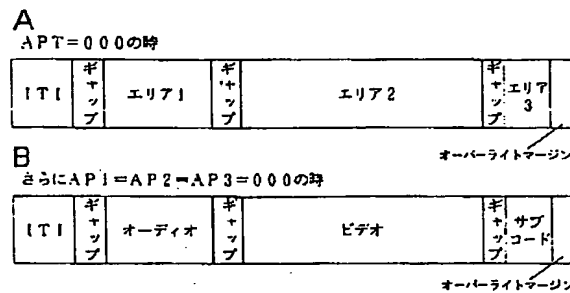 A
APT=000の時
ITI
ギャップ
エリア1
ギャップ
エリア2
ギャップ
エリア3
オーバーライトマージン
B
さらにAP1=AP2=AP3=000の時
ITI
ギャップ
オーディオ
ギャップ
ビデオ
ギャップ
サブ
コード
オーバーライトマージン